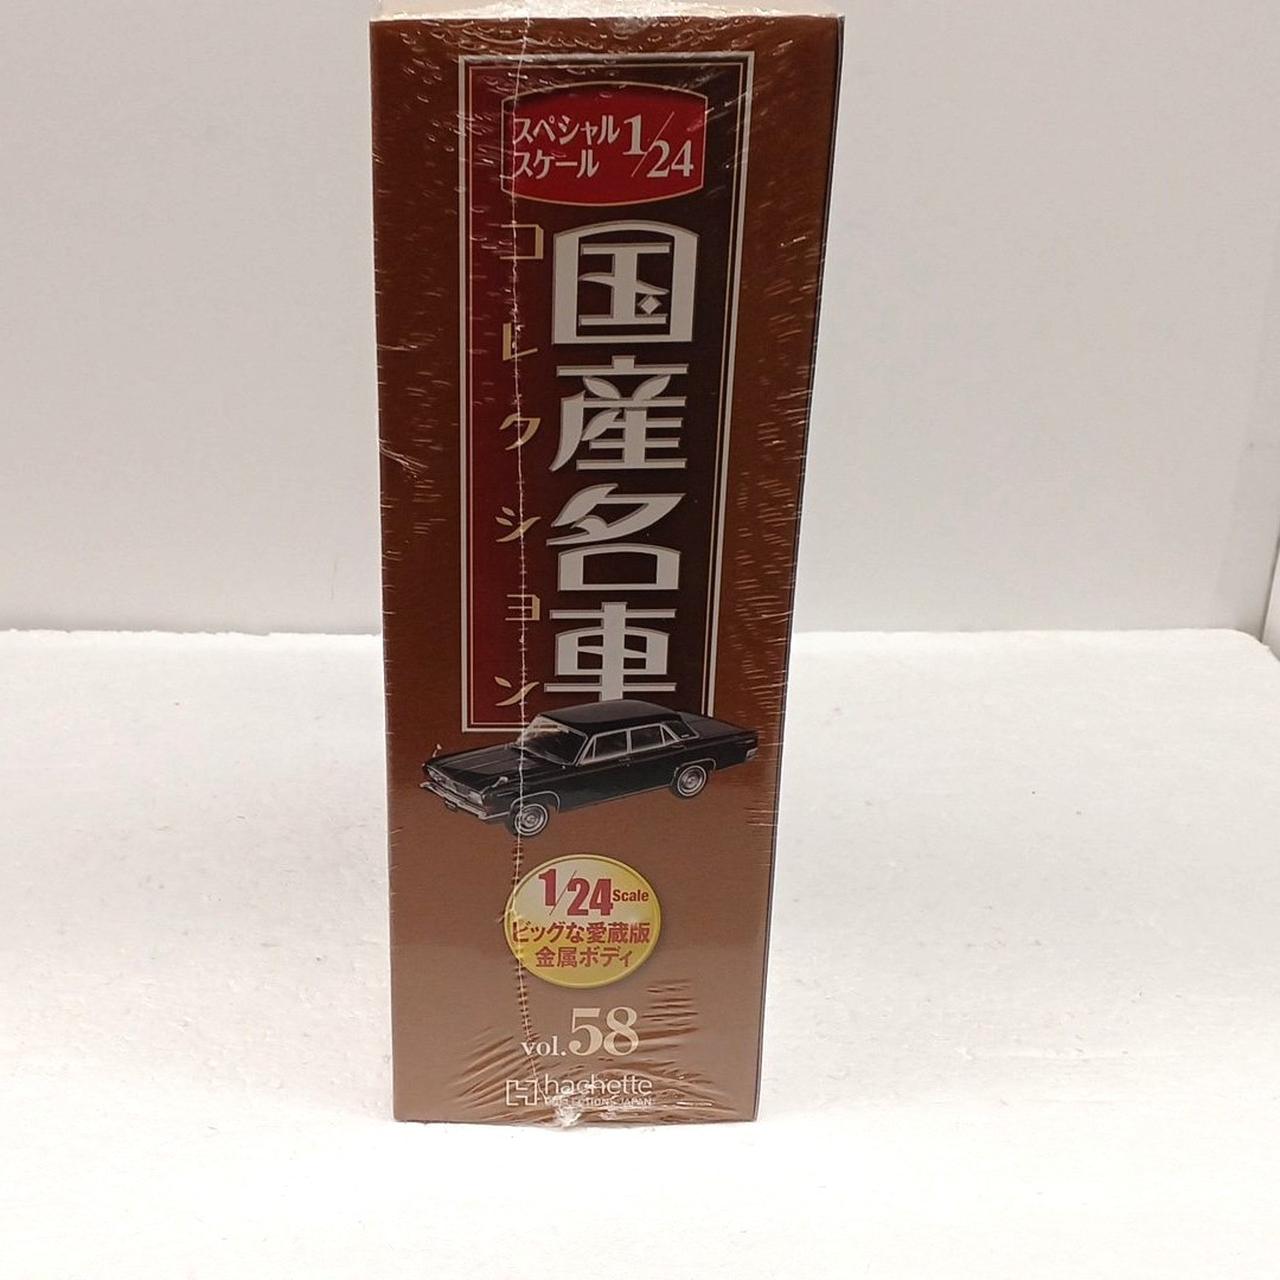 スペシャル
スケール
1/24
国産名車
コレクション
1/24 Scale
ビッグな愛蔵版
金属ボディ
vol.58
hachette
COLLECTIONS JAPAN